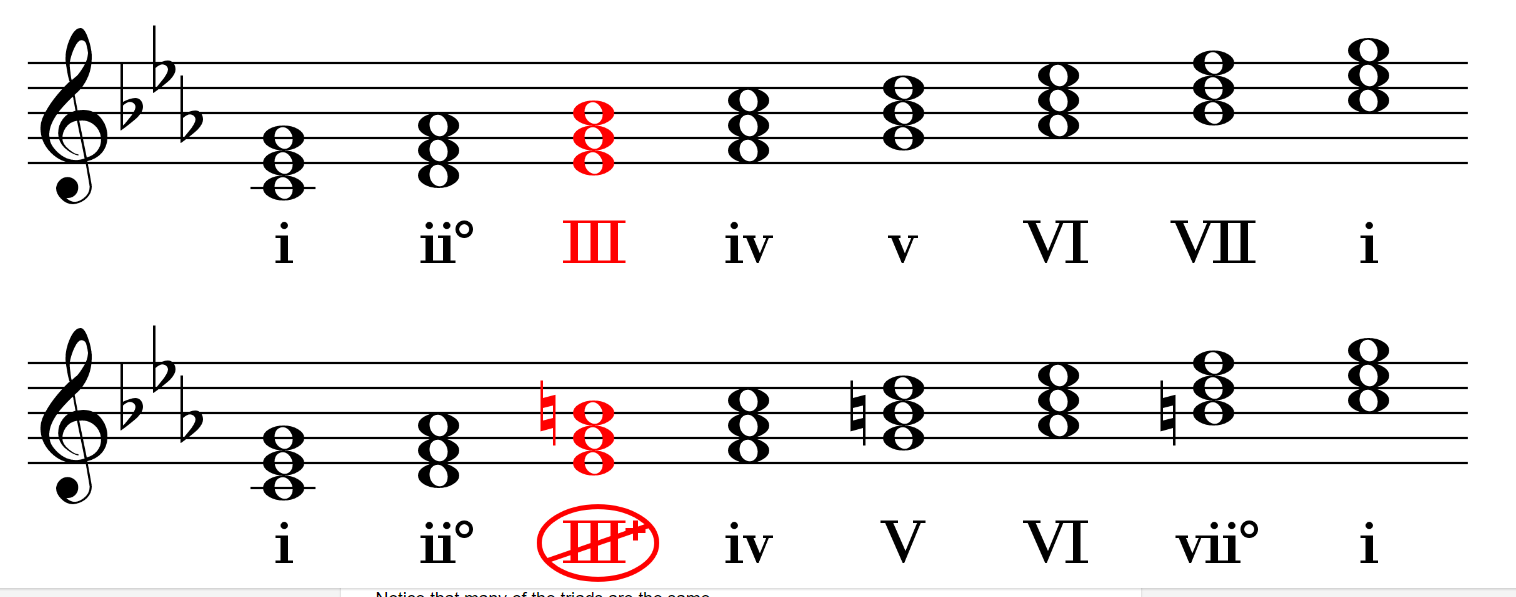 i ii° III iv v VI VII i
i ii° III+ iv V VI vii° i
Notice that many of the triads are the same